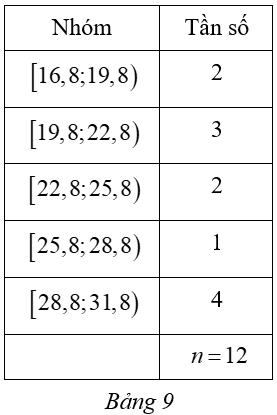 Nhóm Tần số
[16,8;19,8) 2
[19,8;22,8) 3
[22,8;25,8) 2
[25,8;28,8) 1
[28,8;31,8) 4
n = 12
Bảng 9